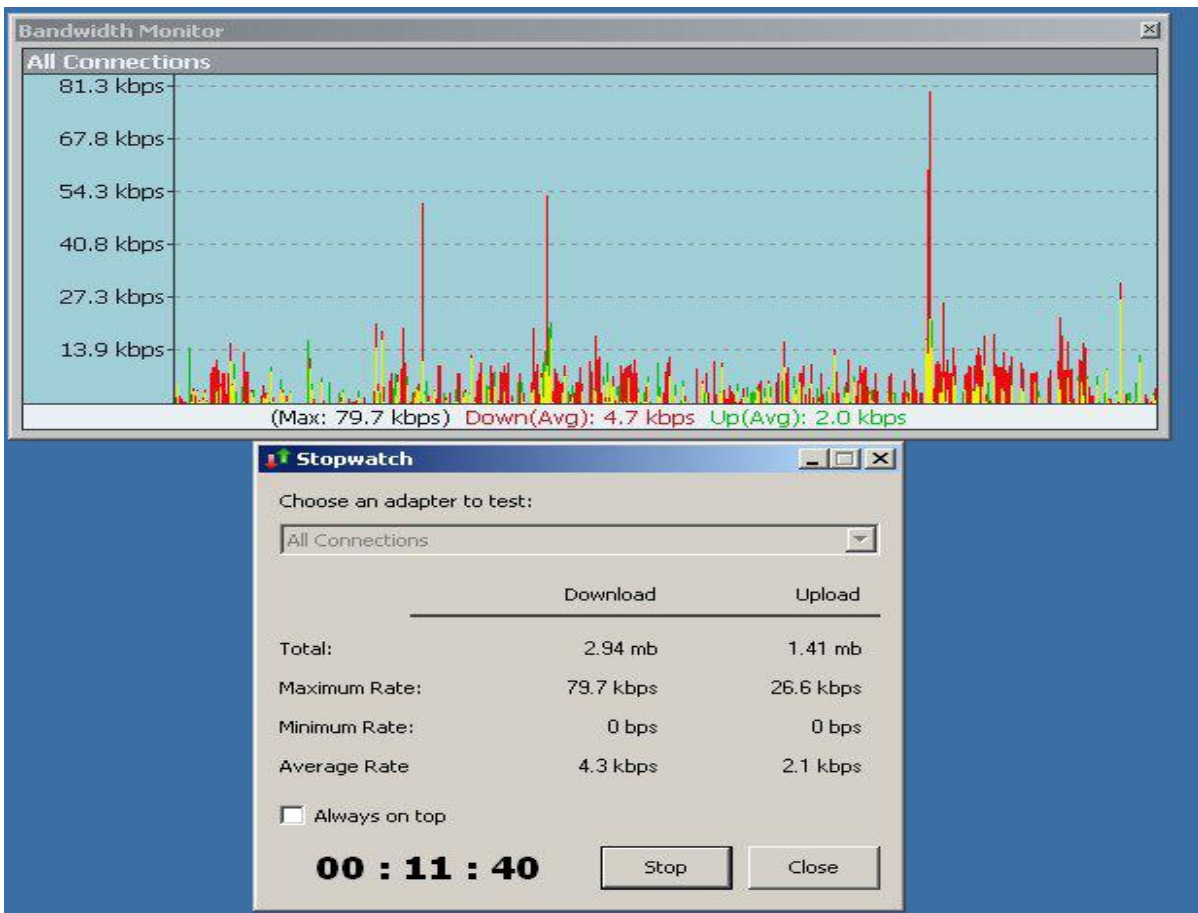 Bandwidth Monitor
All Connections
81.3 kbps
67.8 kbps
54.3 kbps
40.8 kbps
27.3 kbps
13.9 kbps
(Max: 79.7 kbps) Down(Avg): 4.7 kbps Up(Avg): 2.0 kbps
Stopwatch
Choose an adapter to test:
All Connections
Download Upload
Total: 2.94 mb 1.41 mb
Maximum Rate: 79.7 kbps 26.6 kbps
Minimum Rate: 0 bps 0 bps
Average Rate 4.3 kbps 2.1 kbps
Always on top
00 : 11 : 40 Stop Close